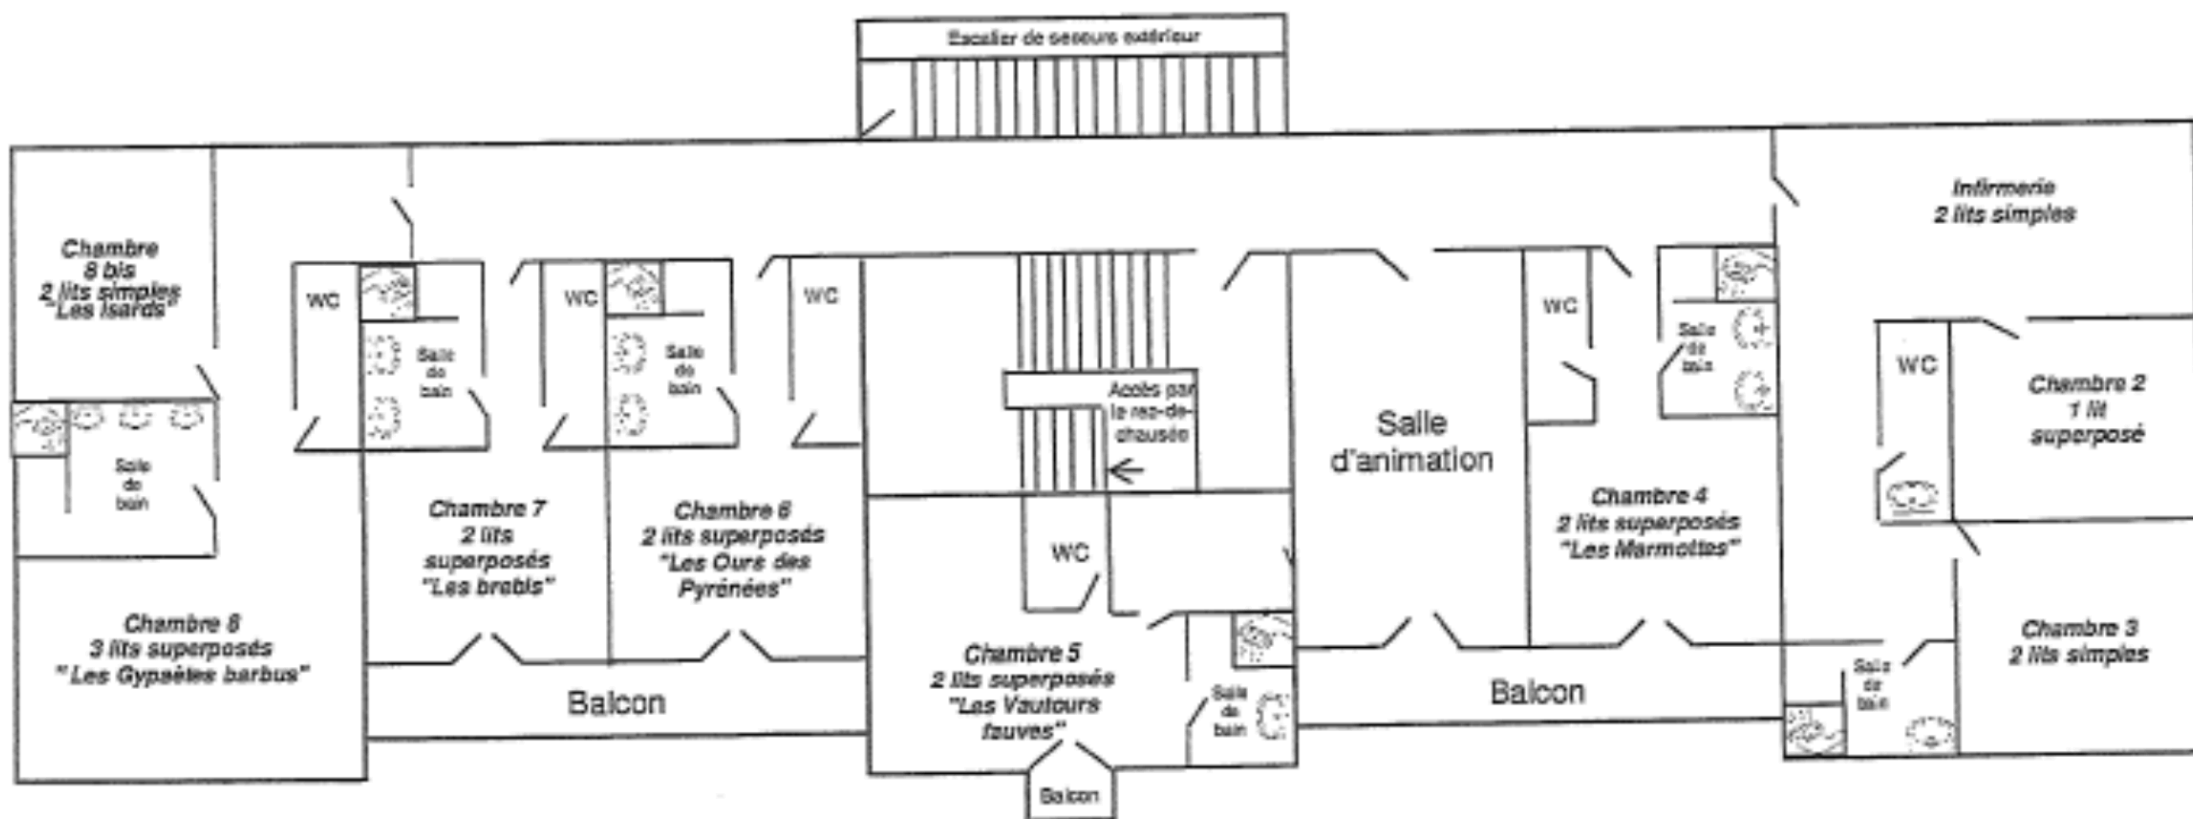 Escalier de secours extérieur
Infirmerie
2 lits simples
Chambre
8 bis
2 lits simples
"Les Isards"
WC
Salle
de
bain
WC
Salle
de
bain
WC
Accès par
le rez-de-
chausée
Salle
d'animation
WC
Salle
de
bain
WC
Chambre 2
1 lit
superposé
Salle
de
bain
Chambre 7
2 lits
superposés
"Les brebis"
Chambre 6
2 lits superposés
"Les Ours des
Pyrénées"
WC
Chambre 4
2 lits superposés
"Les Marmottes"
Chambre 8
3 lits superposés
"Les Gypaëtes barbus"
Chambre 5
2 lits superposés
"Les Vautours
fauves"
Salle
de
bain
Chambre 3
2 lits simples
Salle
de
bain
Balcon
Balcon
Balcon